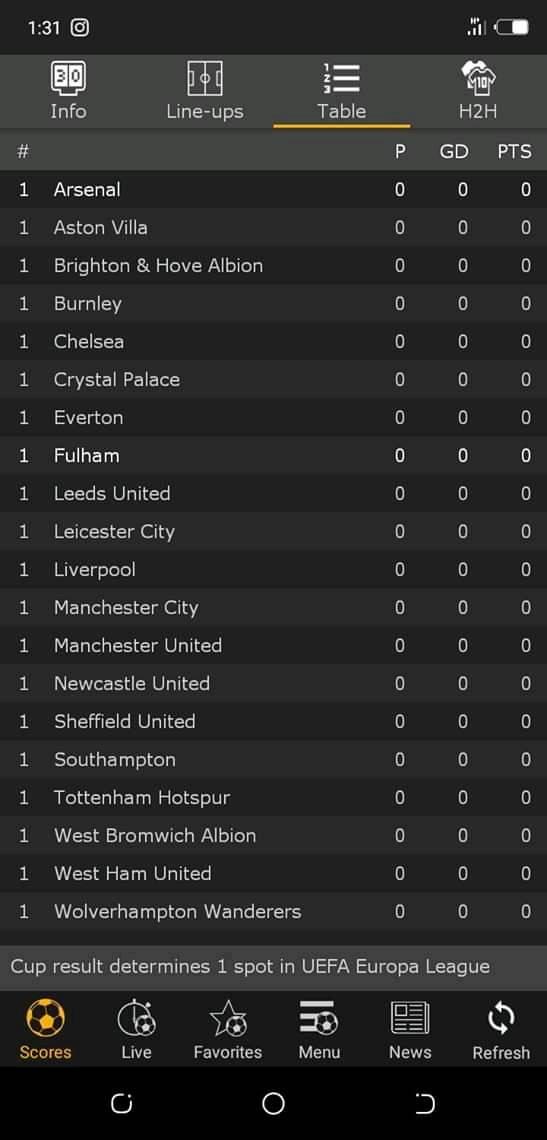 1:31
Info Line-ups Table H2H
# P GD PTS
1 Arsenal 0 0 0
1 Aston Villa 0 0 0
1 Brighton & Hove Albion 0 0 0
1 Burnley 0 0 0
1 Chelsea 0 0 0
1 Crystal Palace 0 0 0
1 Everton 0 0 0
1 Fulham 0 0 0
1 Leeds United 0 0 0
1 Leicester City 0 0 0
1 Liverpool 0 0 0
1 Manchester City 0 0 0
1 Manchester United 0 0 0
1 Newcastle United 0 0 0
1 Sheffield United 0 0 0
1 Southampton 0 0 0
1 Tottenham Hotspur 0 0 0
1 West Bromwich Albion 0 0 0
1 West Ham United 0 0 0
1 Wolverhampton Wanderers 0 0 0
Cup result determines 1 spot in UEFA Europa League
Scores Live Favorites Menu News Refresh